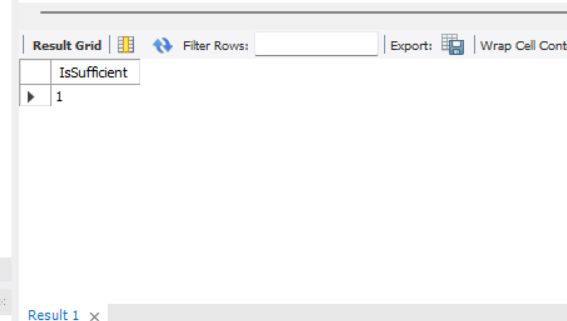 Result Grid Filter Rows: Export: Wrap Cell Cont
IsSufficient
1
Result 1 ×